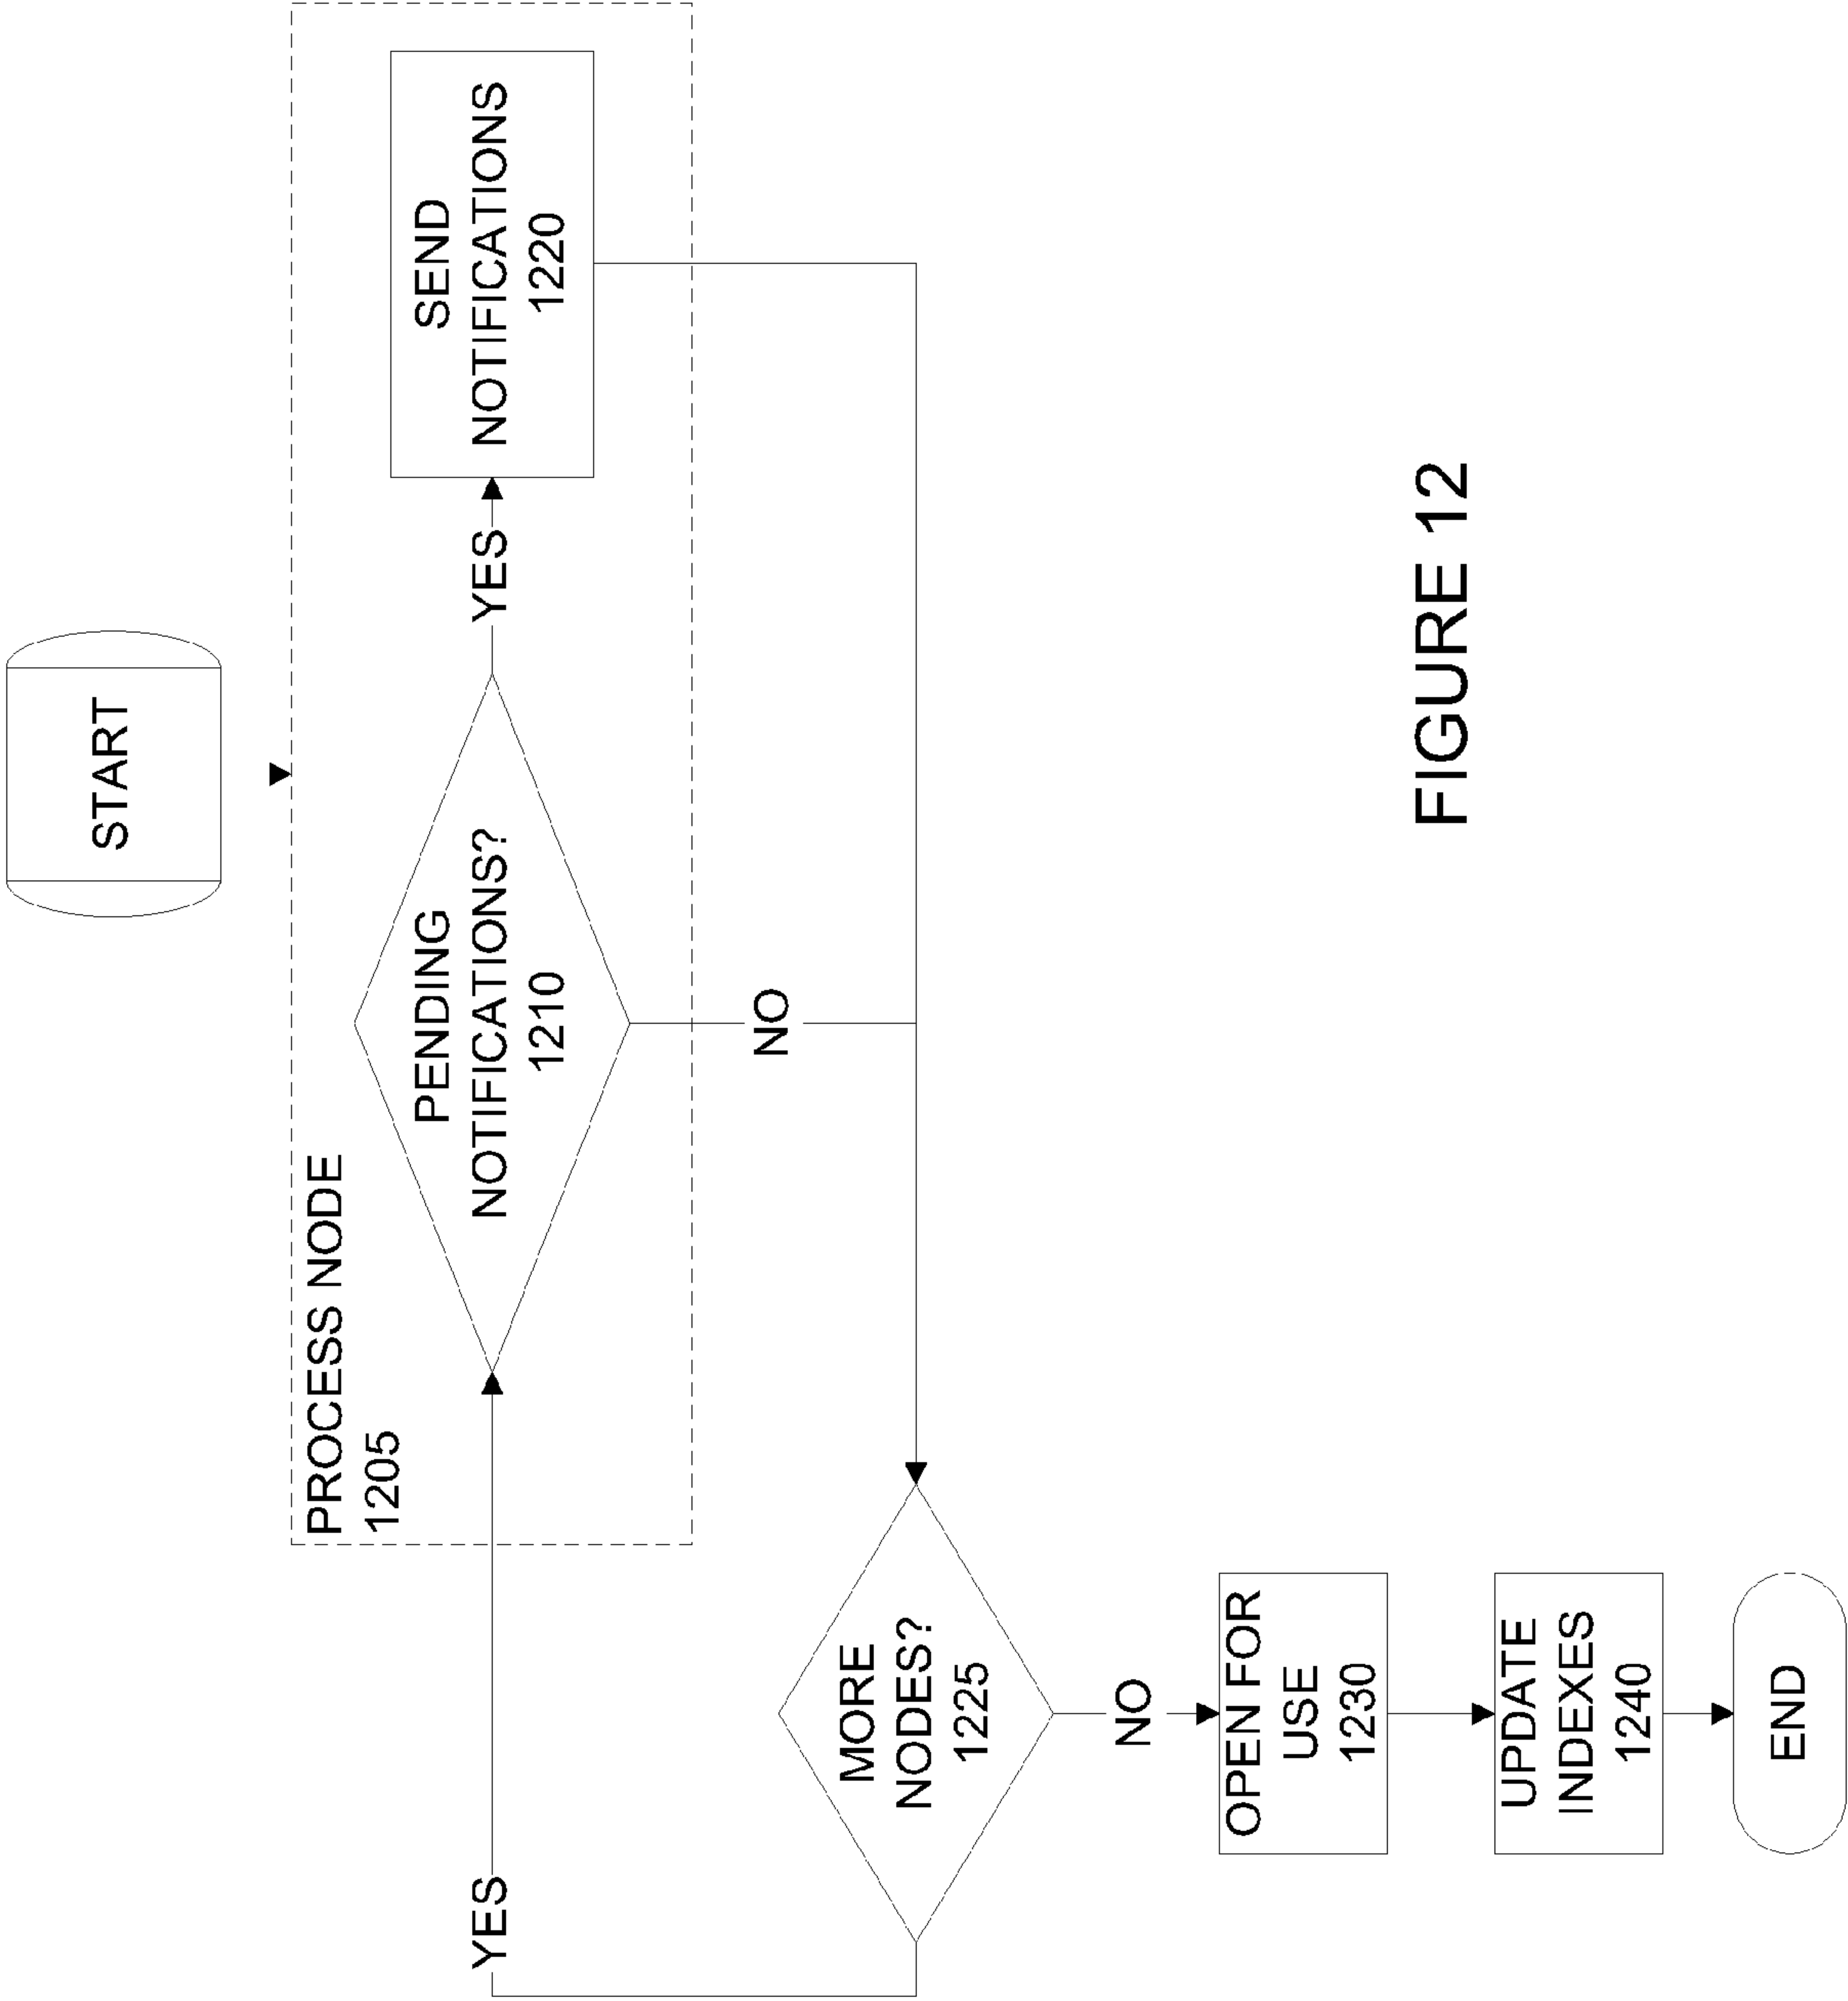 START
PROCESS NODE
1205
PENDING
NOTIFICATIONS?
1210
YES
SEND
NOTIFICATIONS
1220
NO
YES
MORE
NODES?
1225
NO
OPEN FOR
USE
1230
UPDATE
INDEXES
1240
END
FIGURE 12